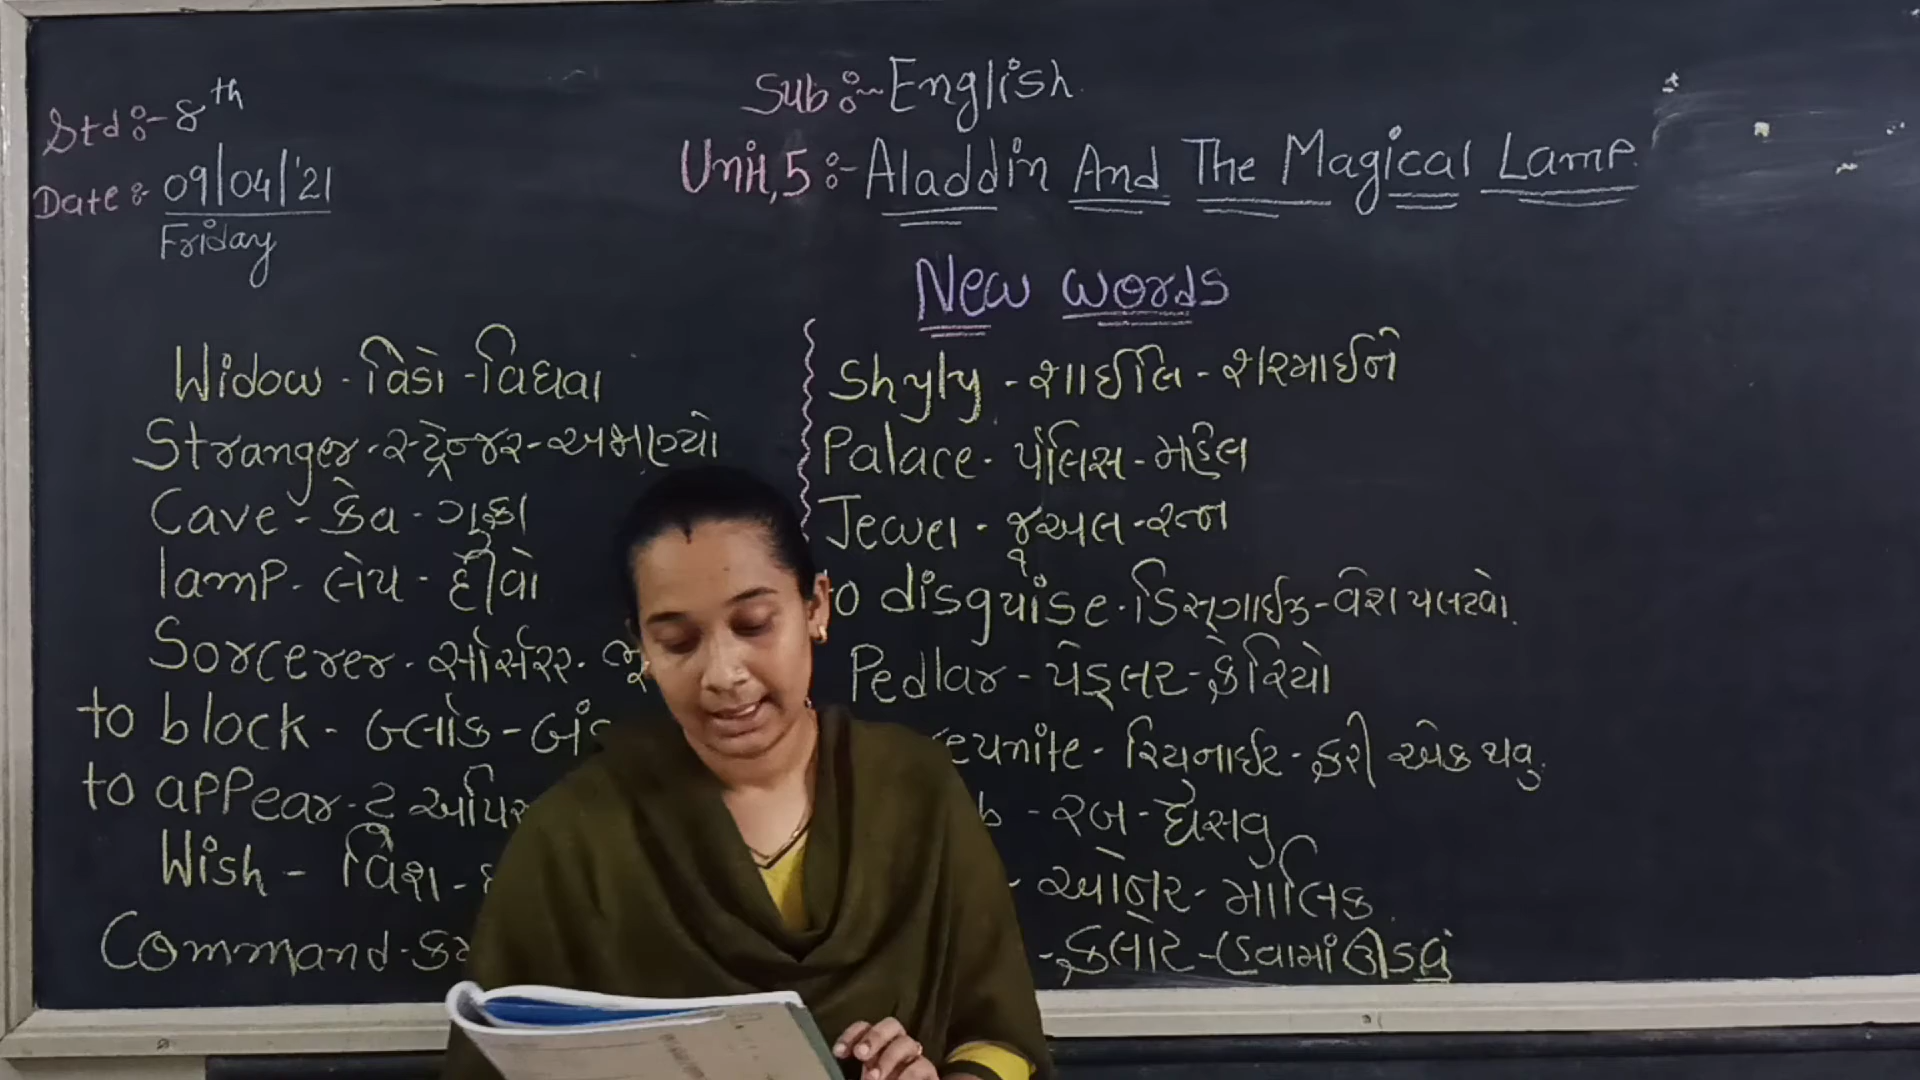 Std :- 8th
Date :- 09/04/'21
Friday
Sub :- English
Unit,5 :- Aladdin And The Magical Lamp
New words
Widow - વિડો - વિધવા
Stranger - સ્ટ્રેન્જર - અજાણ્યો
Cave - કેવ - ગુફા
lamp - લેંપ - દીવો
Sorcerer - સોર્સરર -
to block - બ્લોક -
to appear - ટુ
Wish - વિશ -
Command -
Shyly - શાઈલિ - શરમાઈને
Palace - પેલિસ - મહેલ
Jewel - જૂઅલ - રત્ન
to disguise - ડિસ્ગાઈઝ - વેશ પલટવો.
Pedlar - પેડ્લર - ફેરિયો
- રિયુનાઈટ - ફરી એક થવુ.
- રબ્ - ઘસવુ
- ઓનર - માલિક
- ફ્લોટ - હવામાં ઊડવું